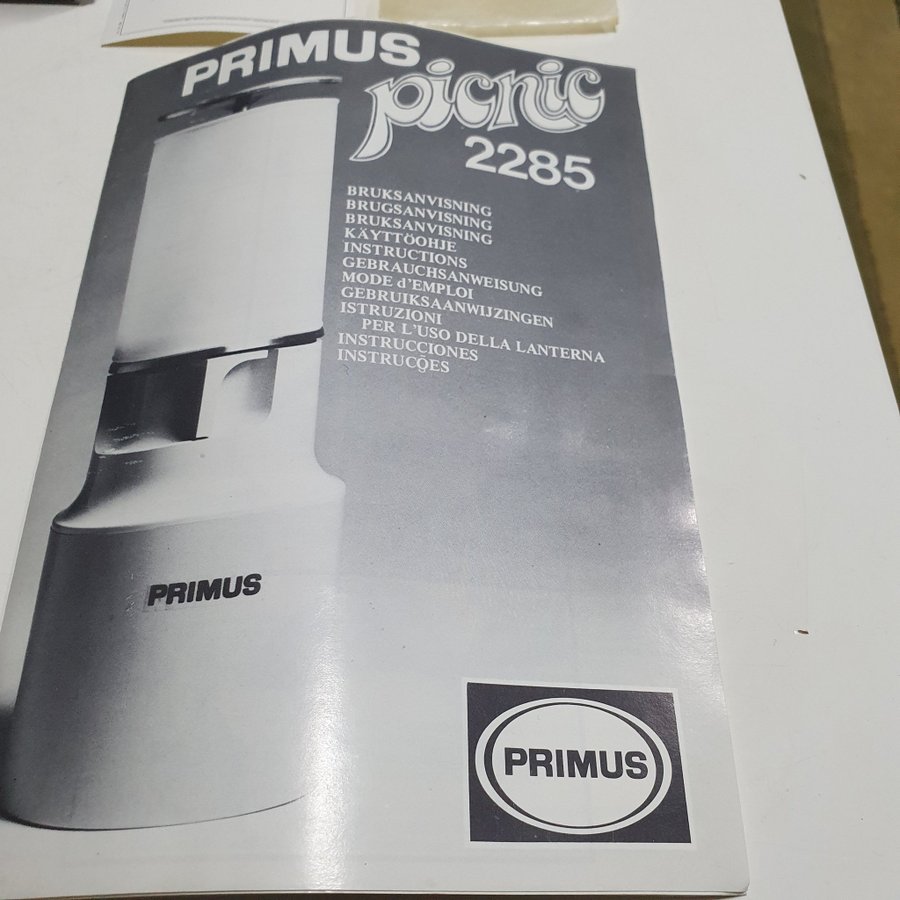 PRIMUS
picnic
2285
BRUKSANVISNING
BRUGSANVISNING
BRUKSANVISNING
KÄYTTÖOHJE
INSTRUCTIONS
GEBRAUCHSANWEISUNG
MODE d'EMPLOI
GEBRUIKSAANWIJZINGEN
ISTRUZIONI
PER L'USO DELLA LANTERNA
INSTRUCCIONES
INSTRUCÕES
PRIMUS
PRIMUS